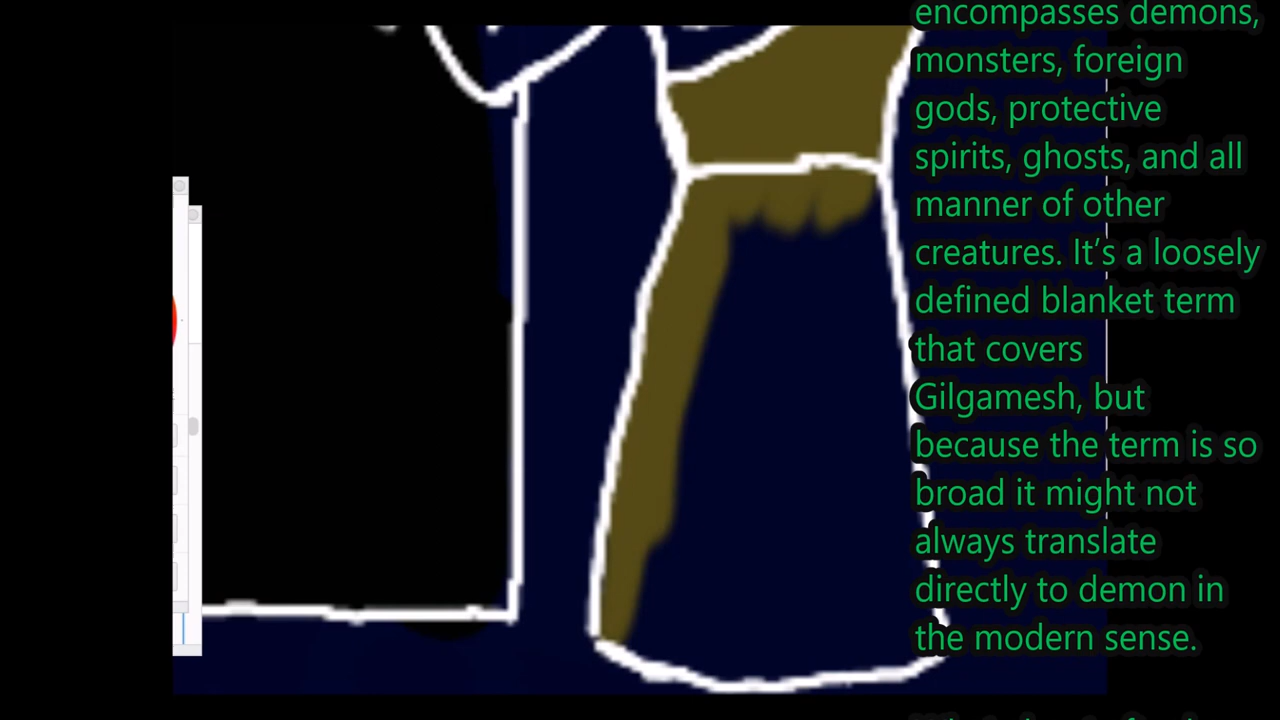 encompasses demons,
monsters, foreign
gods, protective
spirits, ghosts, and all
manner of other
creatures. It’s a loosely
defined blanket term
that covers
Gilgamesh, but
because the term is so
broad it might not
always translate
directly to demon in
the modern sense.